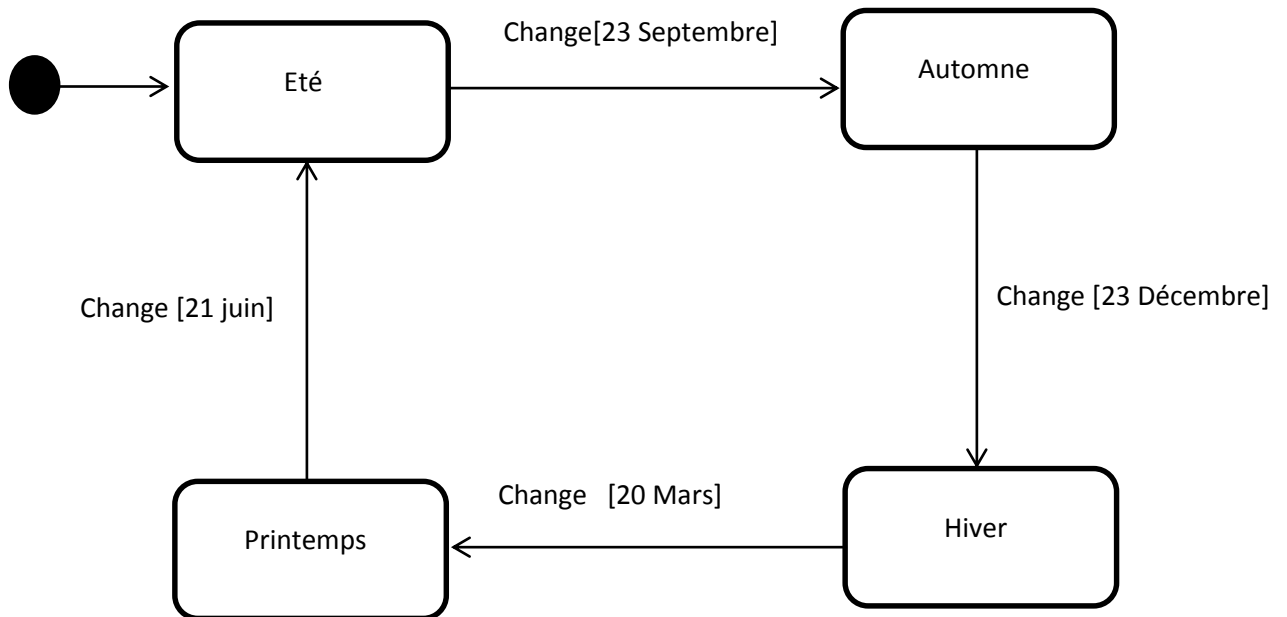 Change[23 Septembre]
Eté
Automne
Change [21 juin]
Change [23 Décembre]
Change [20 Mars]
Printemps
Hiver